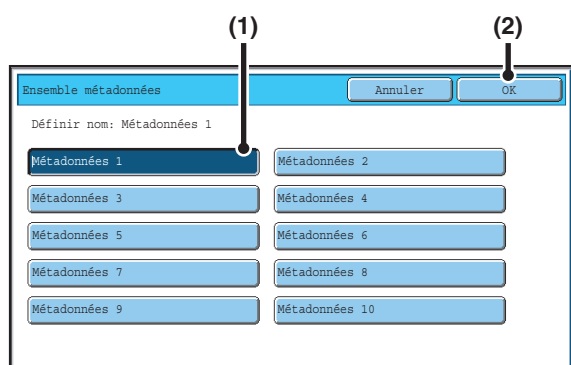 (1) (2)
Ensemble métadonnées Annuler OK
Définir nom: Métadonnées 1
Métadonnées 1 Métadonnées 2
Métadonnées 3 Métadonnées 4
Métadonnées 5 Métadonnées 6
Métadonnées 7 Métadonnées 8
Métadonnées 9 Métadonnées 10